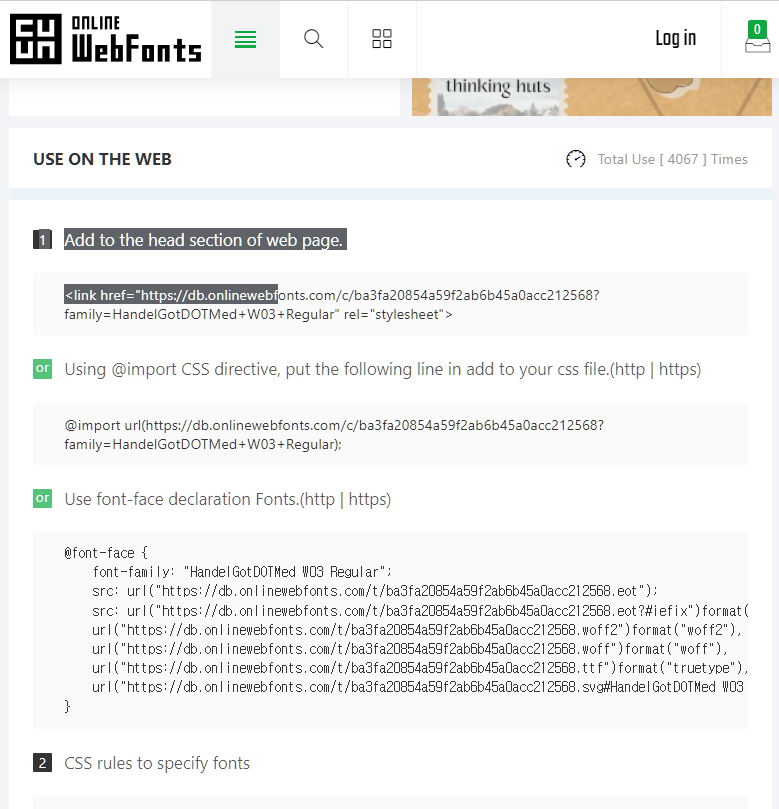 ONLINE
WebFonts
Log in
0
thinking huts
USE ON THE WEB
Total Use [ 4067 ] Times
1 Add to the head section of web page.
<link href="https://db.onlinewebfonts.com/c/ba3fa20854a59f2ab6b45a0acc212568?
family=HandelGotDOTMed+W03+Regular" rel="stylesheet">
or Using @import CSS directive, put the following line in add to your css file.(http | https)
@import url(https://db.onlinewebfonts.com/c/ba3fa20854a59f2ab6b45a0acc212568?
family=HandelGotDOTMed+W03+Regular);
or Use font-face declaration Fonts.(http | https)
@font-face {
    font-family: "HandelGotDOTMed W03 Regular";
    src: url("https://db.onlinewebfonts.com/t/ba3fa20854a59f2ab6b45a0acc212568.eot");
    src: url("https://db.onlinewebfonts.com/t/ba3fa20854a59f2ab6b45a0acc212568.eot?#iefix")format(
    url("https://db.onlinewebfonts.com/t/ba3fa20854a59f2ab6b45a0acc212568.woff2")format("woff2"),
    url("https://db.onlinewebfonts.com/t/ba3fa20854a59f2ab6b45a0acc212568.woff")format("woff"),
    url("https://db.onlinewebfonts.com/t/ba3fa20854a59f2ab6b45a0acc212568.ttf")format("truetype"),
    url("https://db.onlinewebfonts.com/t/ba3fa20854a59f2ab6b45a0acc212568.svg#HandelGotDOTMed W03
}
2 CSS rules to specify fonts